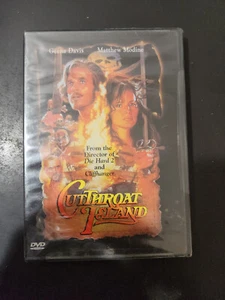 Geena Davis Matthew Modine
From the
Director of
Die Hard 2
and
Cliffhanger
CUTTHROAT
ISLAND
DVD